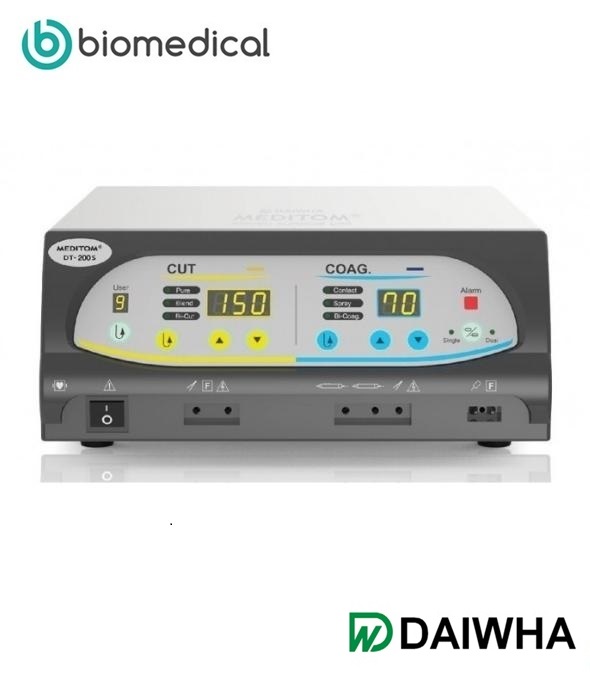 biomedical
DAIWHA
MEDITOM®
MEDITOM®
DT-200S
CUT
COAG.
User
9
Pure
Blend
Bi-Cut
150
Contact
Spray
Bi-Coag.
70
Alarm
Single
Dual
F
F
DAIWHA